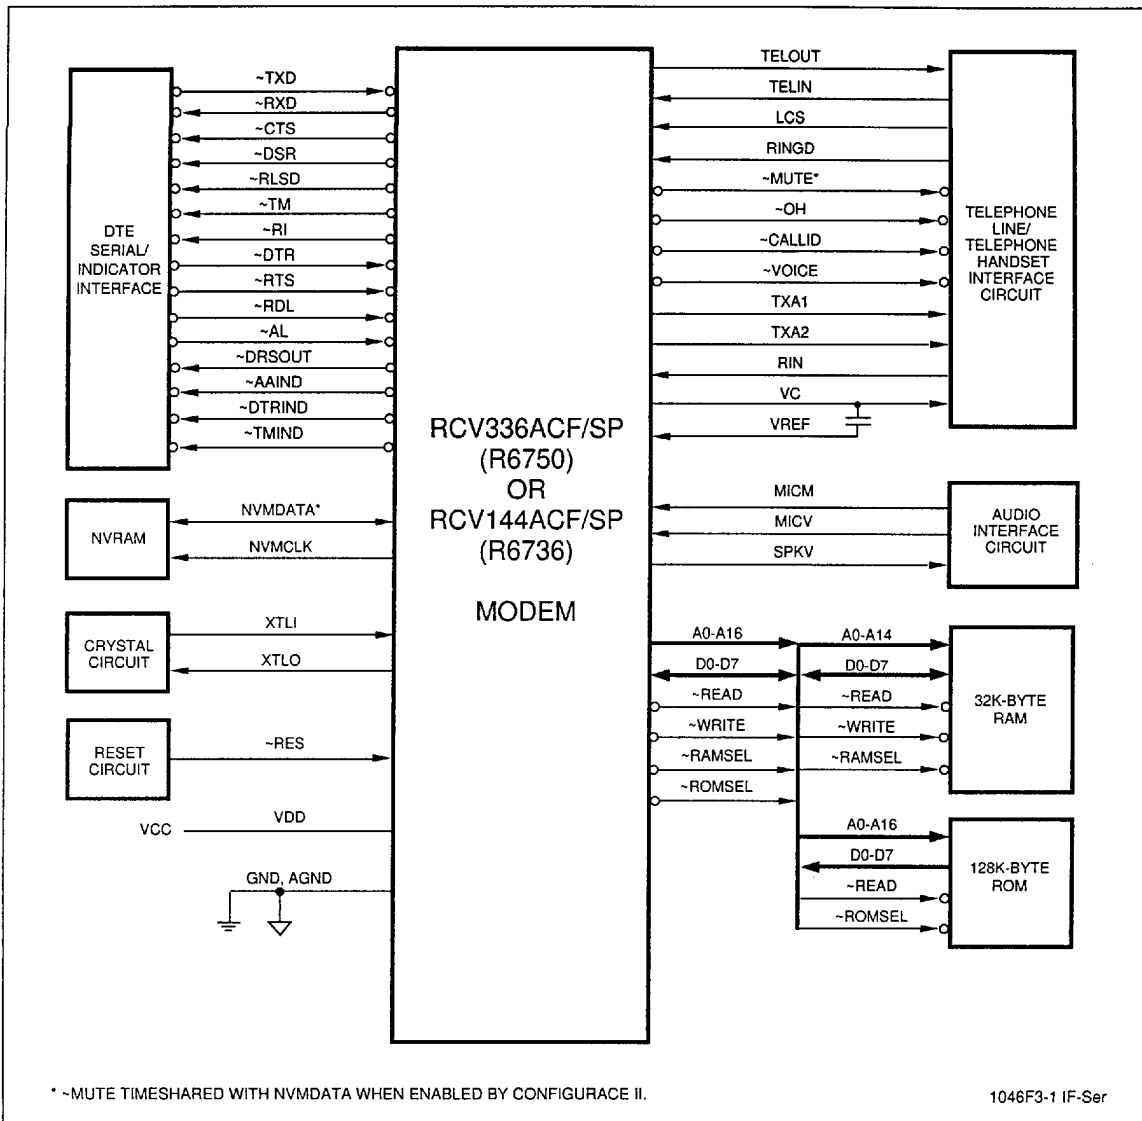 DTE
SERIAL/
INDICATOR
INTERFACE
~TXD
~RXD
~CTS
~DSR
~RLSD
~TM
~RI
~DTR
~RTS
~RDL
~AL
~DRSOUT
~AAIND
~DTRIND
~TMIND
NVRAM
NVMDATA*
NVMCLK
CRYSTAL
CIRCUIT
XTLI
XTLO
RESET
CIRCUIT
~RES
VCC
VDD
GND, AGND
RCV336ACF/SP
(R6750)
OR
RCV144ACF/SP
(R6736)
MODEM
TELOUT
TELIN
LCS
RINGD
~MUTE*
~OH
~CALLID
~VOICE
TXA1
TXA2
RIN
VC
VREF
TELEPHONE
LINE/
TELEPHONE
HANDSET
INTERFACE
CIRCUIT
MICM
MICV
SPKV
AUDIO
INTERFACE
CIRCUIT
A0-A16
D0-D7
~READ
~WRITE
~RAMSEL
~ROMSEL
A0-A14
D0-D7
~READ
~WRITE
~RAMSEL
32K-BYTE
RAM
A0-A16
D0-D7
~READ
~ROMSEL
128K-BYTE
ROM
* ~MUTE TIMESHARED WITH NVMDATA WHEN ENABLED BY CONFIGURACE II.
1046F3-1 IF-Ser